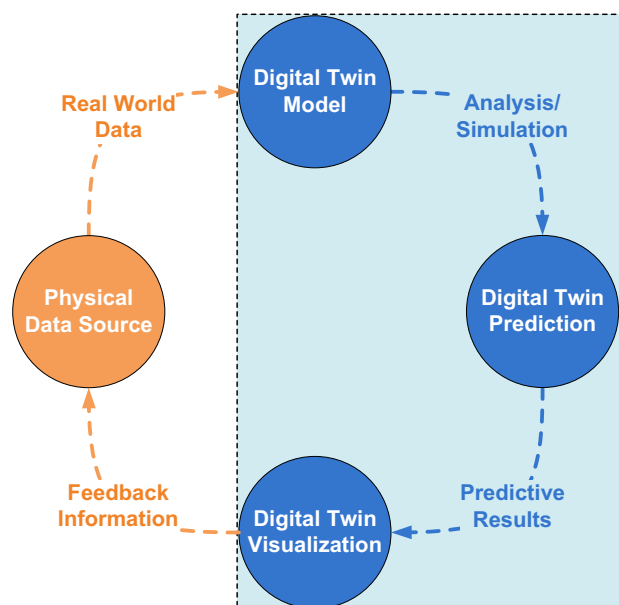 Digital Twin
Model
Real World
Data
Analysis/
Simulation
Physical
Data Source
Digital Twin
Prediction
Feedback
Information
Digital Twin
Visualization
Predictive
Results